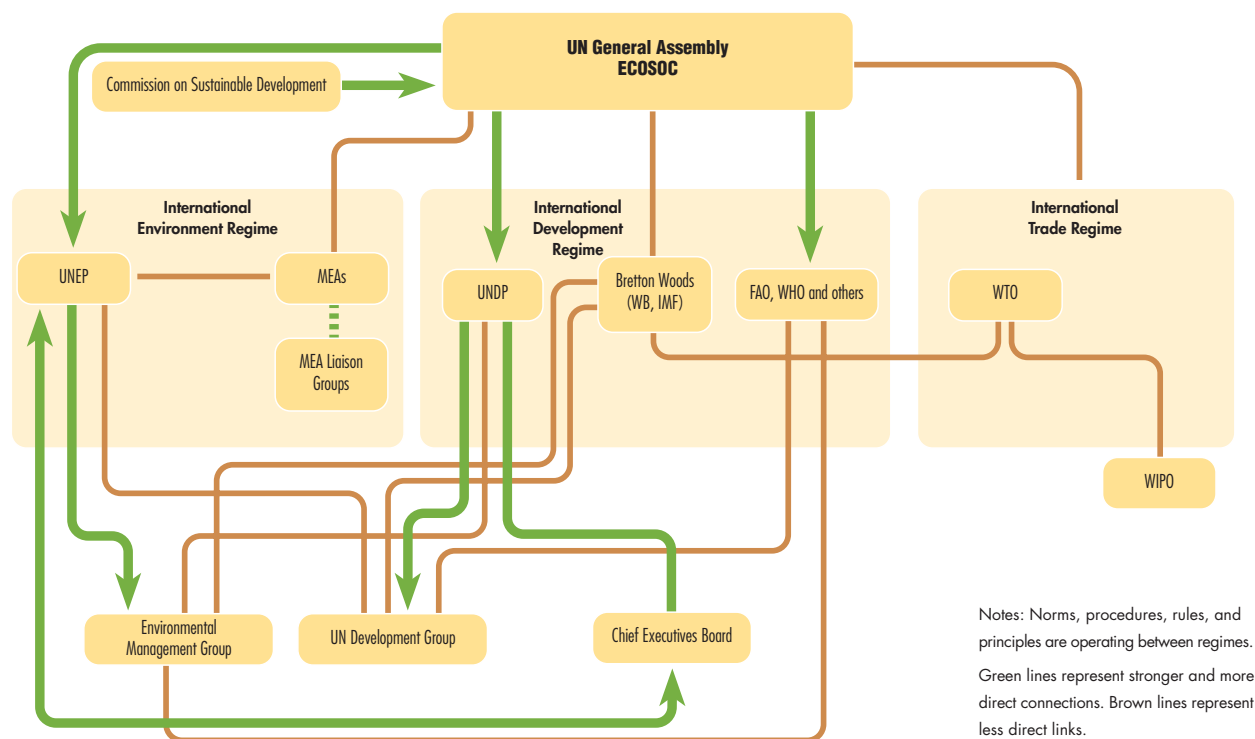 UN General Assembly
ECOSOC
Commission on Sustainable Development
International
Environment Regime
International
Development
Regime
International
Trade Regime
UNEP
MEAs
UNDP
Bretton Woods
(WB, IMF)
FAO, WHO and others
WTO
MEA Liaison
Groups
WIPO
Environmental
Management Group
UN Development Group
Chief Executives Board
Notes: Norms, procedures, rules, and
principles are operating between regimes.
Green lines represent stronger and more
direct connections. Brown lines represent
less direct links.